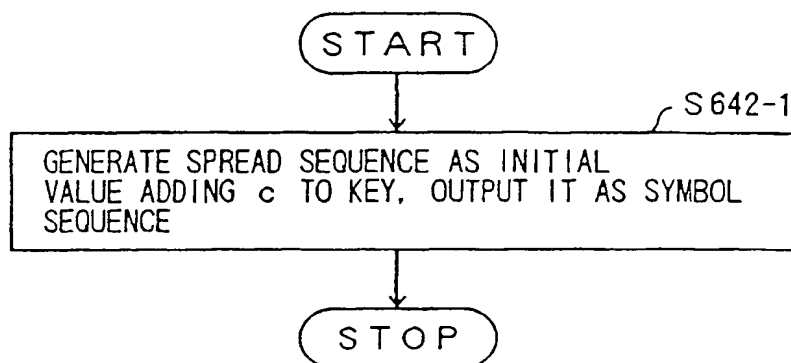 START
S642-1
GENERATE SPREAD SEQUENCE AS INITIAL
VALUE ADDING c TO KEY, OUTPUT IT AS SYMBOL
SEQUENCE
STOP